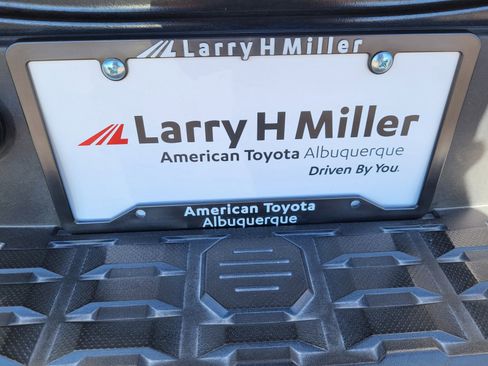 Larry H Miller
Larry H Miller
American Toyota Albuquerque
Driven By You.
American Toyota
Albuquerque